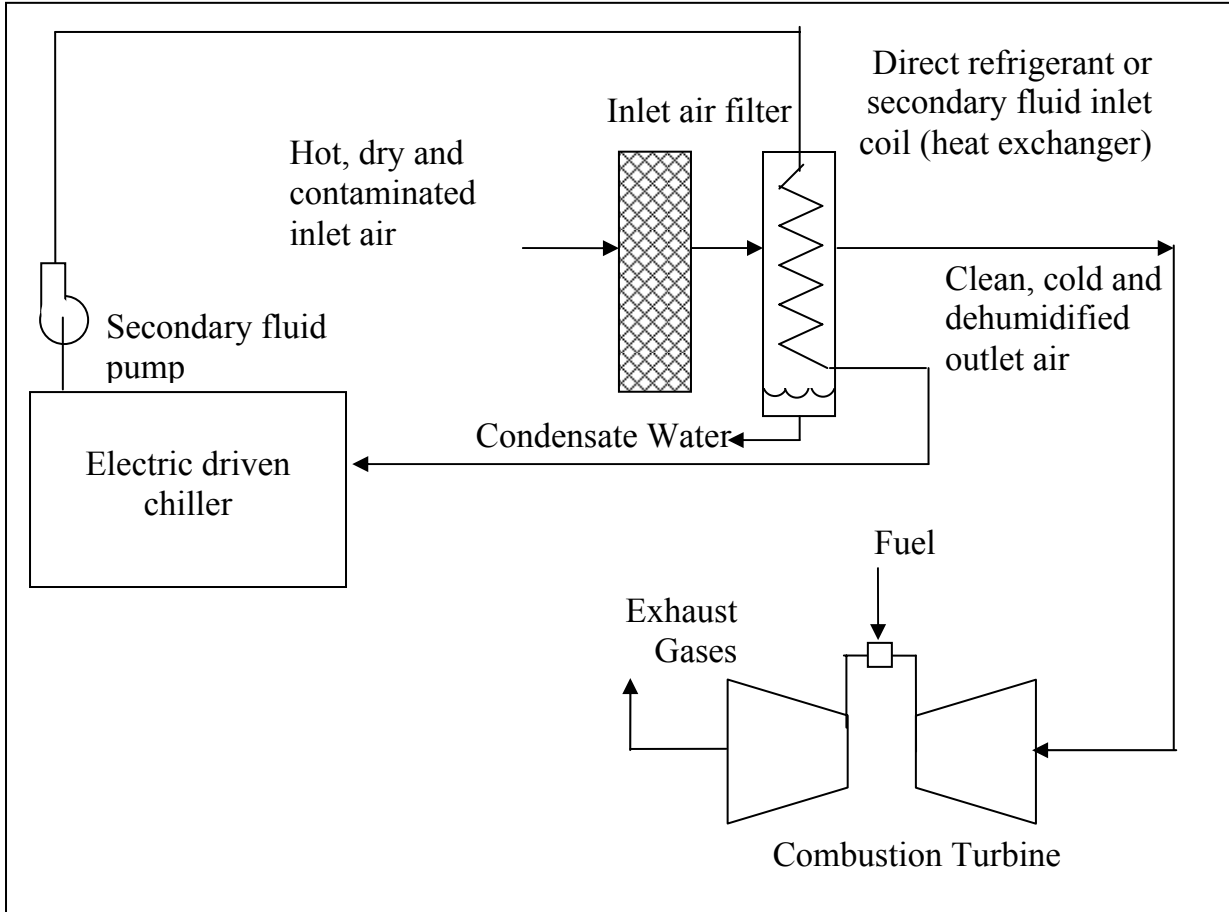 Direct refrigerant or
secondary fluid inlet
coil (heat exchanger)
Inlet air filter
Hot, dry and
contaminated
inlet air
Clean, cold and
dehumidified
outlet air
Secondary fluid
pump
Condensate Water
Electric driven
chiller
Fuel
Exhaust
Gases
Combustion Turbine